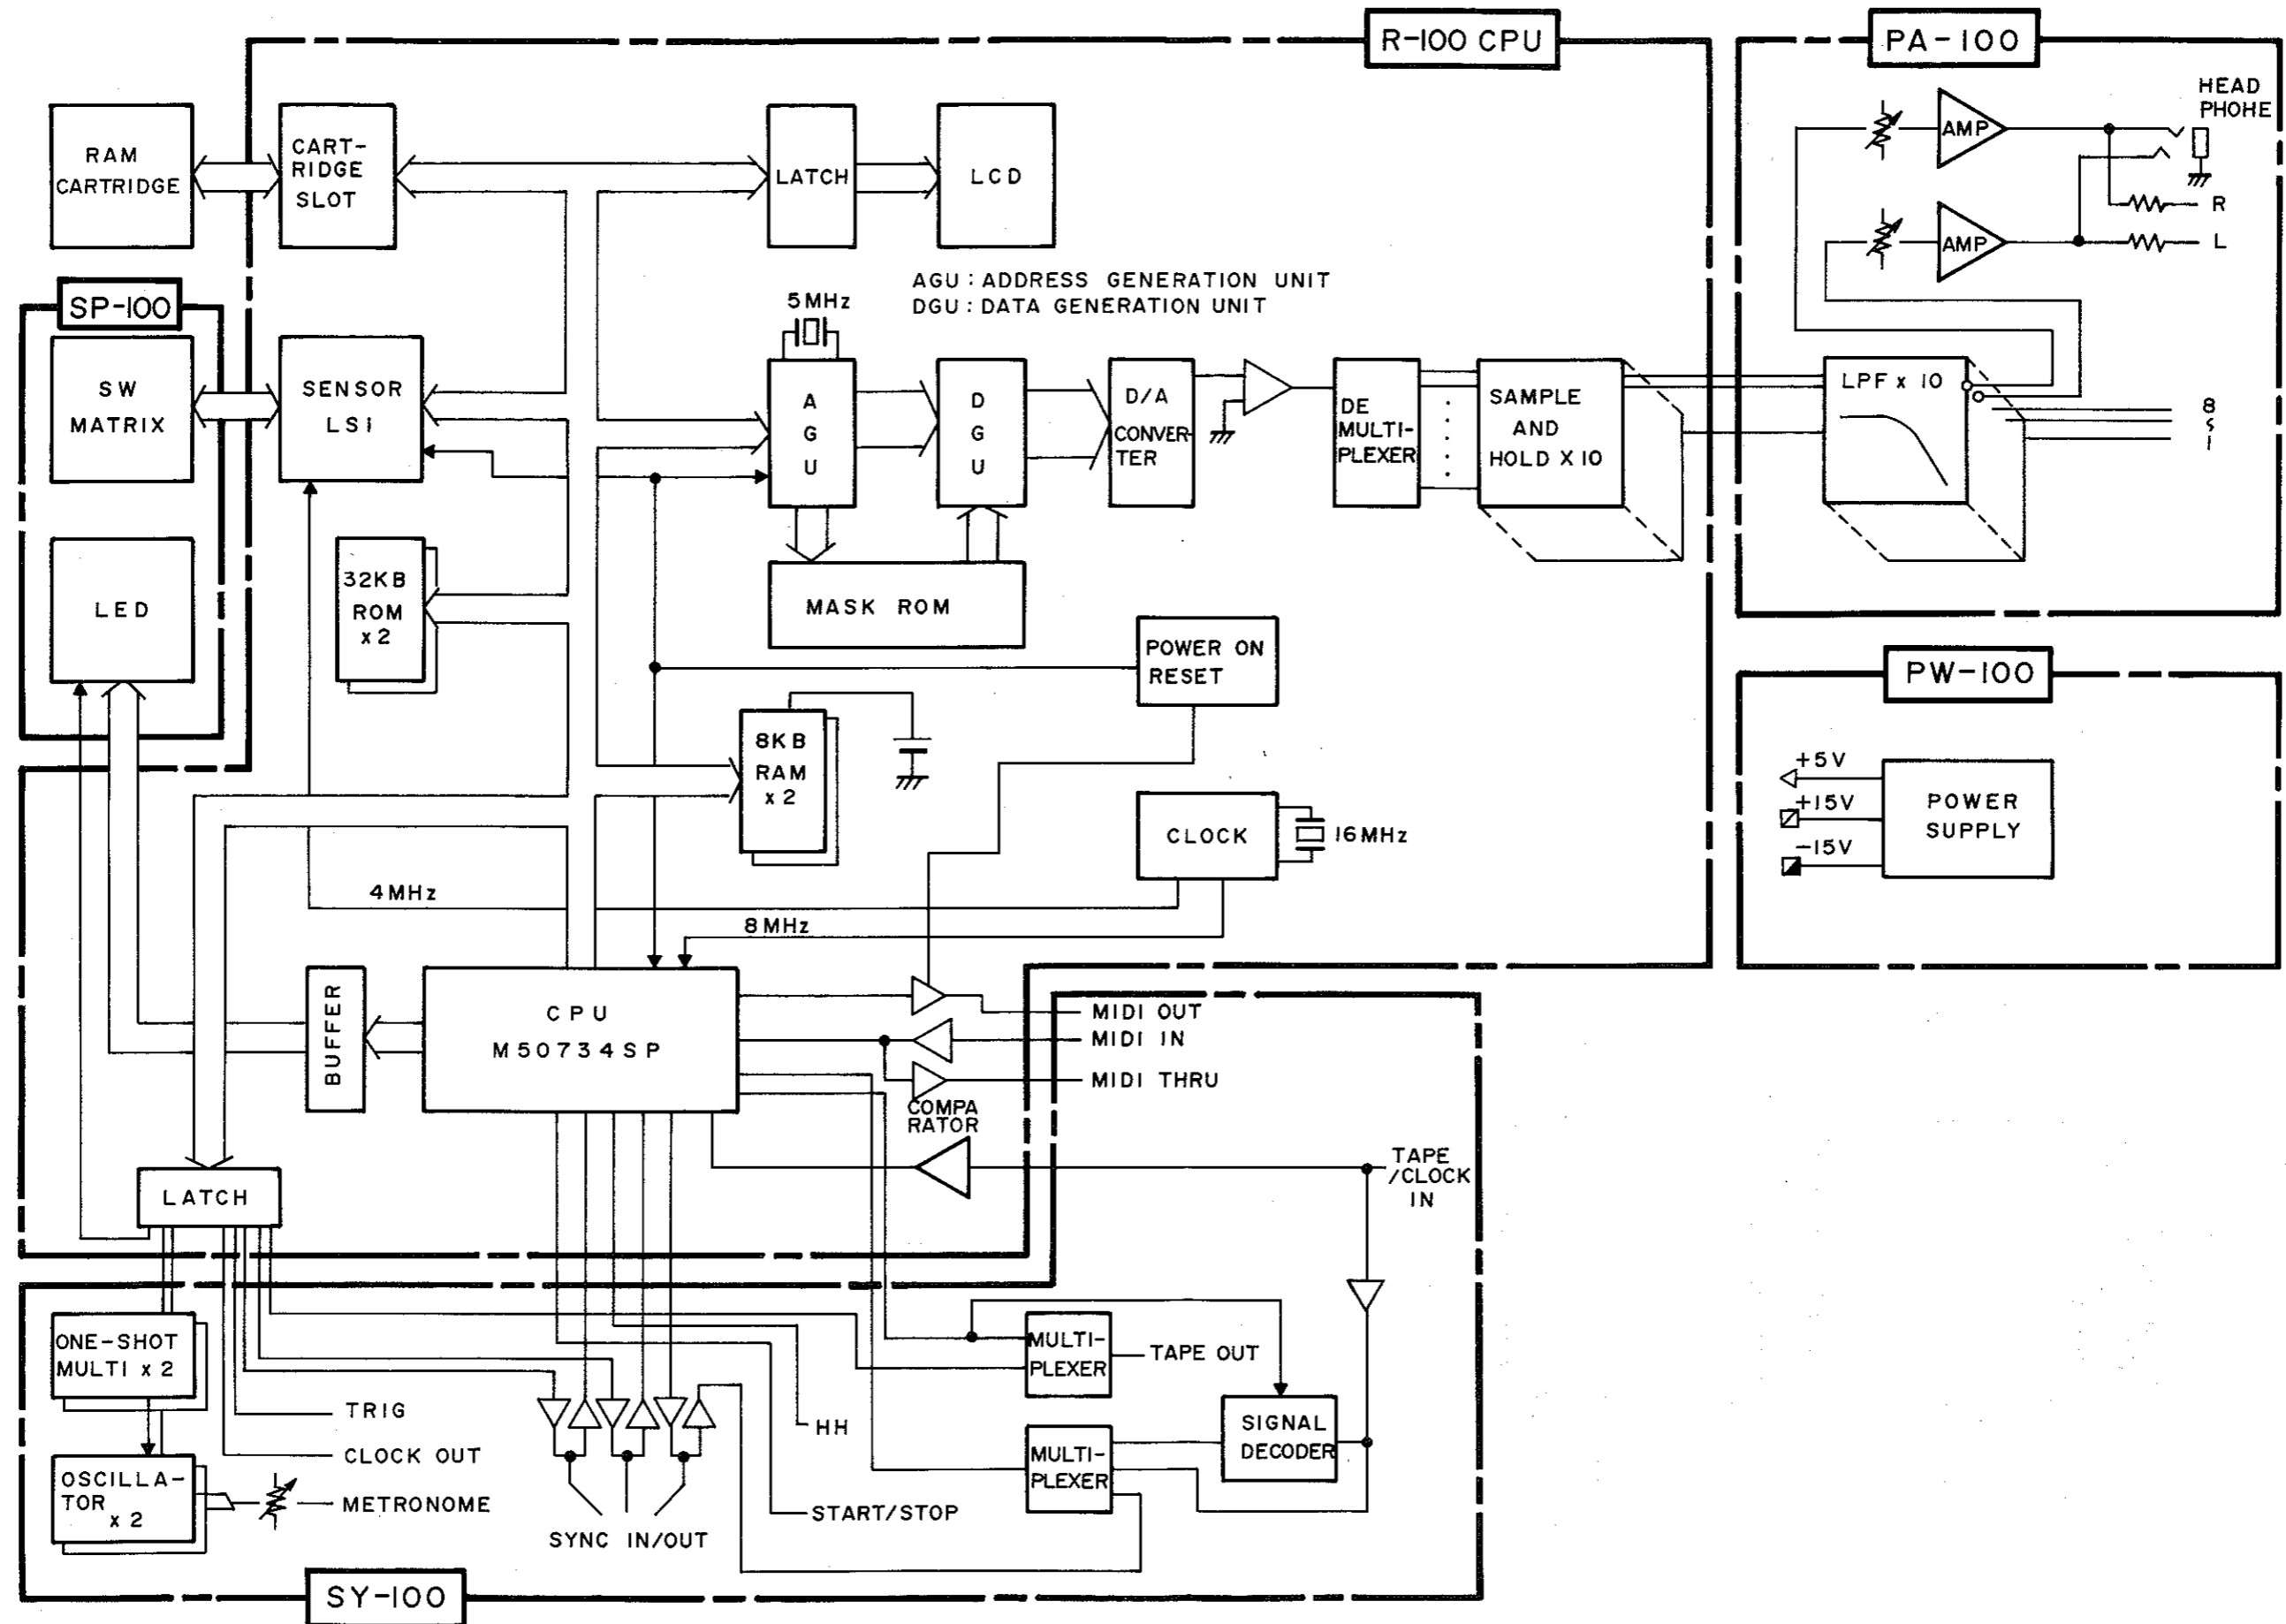 R-100 CPU
PA-100
HEAD
PHOHE
AMP
AMP
R
L
RAM
CARTRIDGE
CART-
RIDGE
SLOT
LATCH
LCD
AGU : ADDRESS GENERATION UNIT
DGU : DATA GENERATION UNIT
SP-100
SW
MATRIX
SENSOR
LSI
5MHz
A
G
U
D
G
U
D/A
CONVER-
TER
DE
MULTI-
PLEXER
SAMPLE
AND
HOLD X 10
LPF x 10
8
1
LED
32KB
ROM
x 2
MASK ROM
POWER ON
RESET
PW-100
8KB
RAM
x 2
+5V
+15V
-15V
POWER
SUPPLY
CLOCK
16MHz
4MHz
8MHz
BUFFER
CPU
M50734SP
MIDI OUT
MIDI IN
MIDI THRU
COMPA
RATOR
TAPE
/CLOCK
IN
LATCH
ONE-SHOT
MULTI x 2
MULTI-
PLEXER
TAPE OUT
TRIG
HH
SIGNAL
DECODER
CLOCK OUT
MULTI-
PLEXER
OSCILLA-
TOR
x 2
METRONOME
START/STOP
SYNC IN/OUT
SY-100